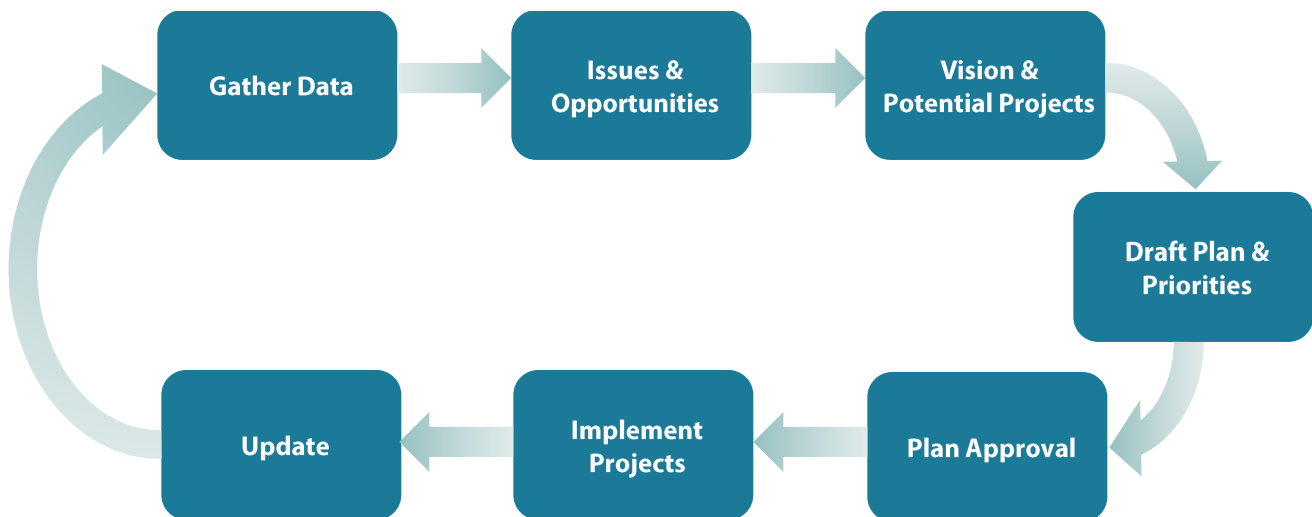 Gather Data
Issues &
Opportunities
Vision &
Potential Projects
Draft Plan &
Priorities
Plan Approval
Implement
Projects
Update